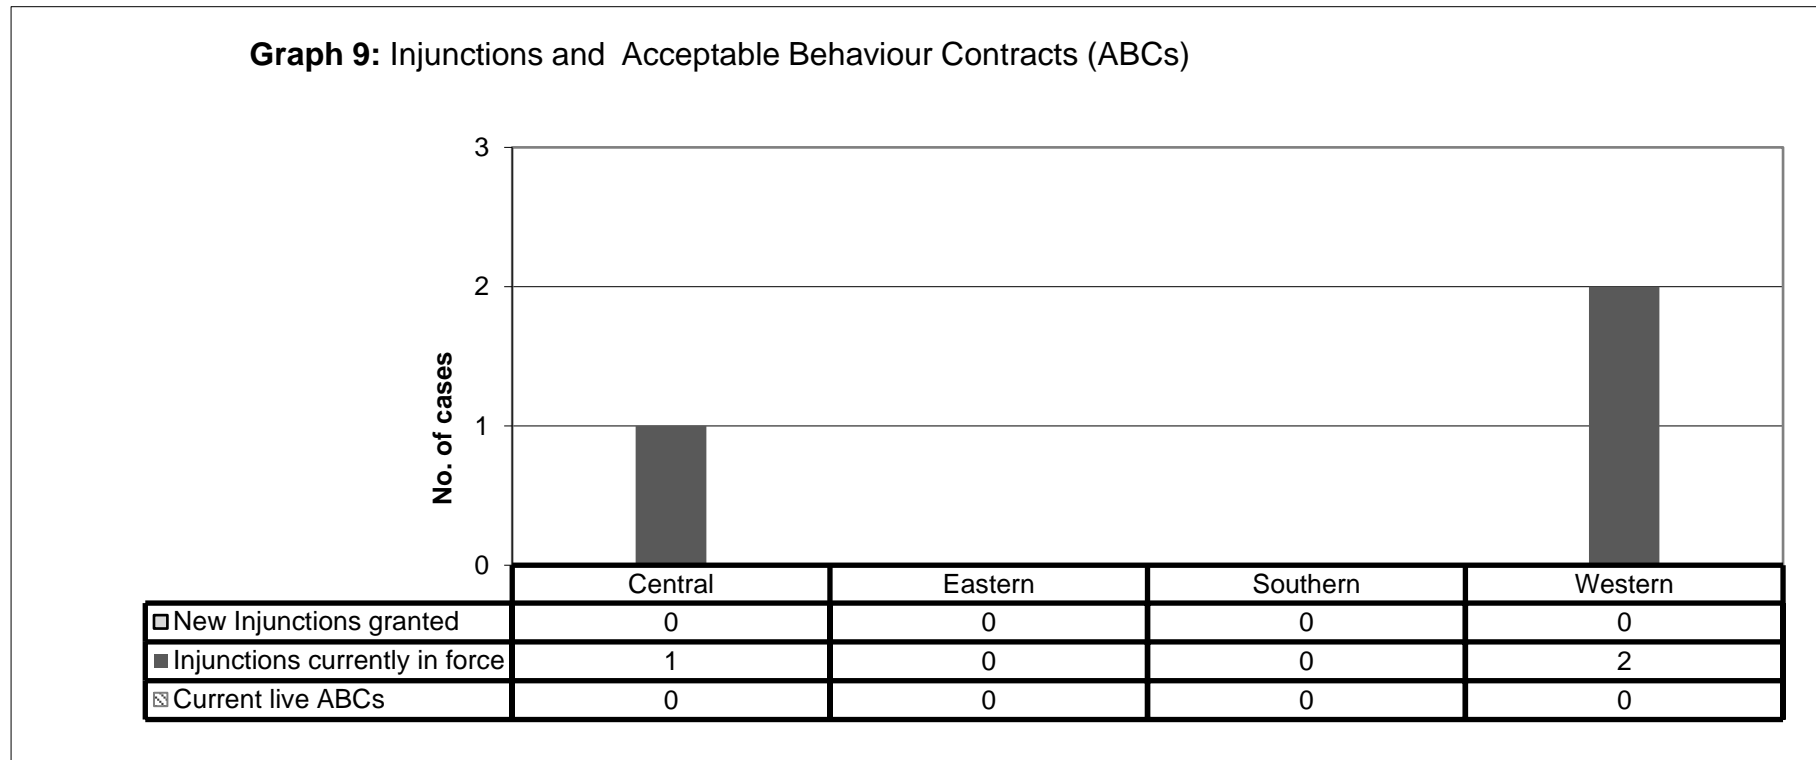 Graph 9: Injunctions and  Acceptable Behaviour Contracts (ABCs)
3
2
1
0
No. of cases
Central Eastern Southern Western
New Injunctions granted 0 0 0 0
Injunctions currently in force 1 0 0 2
Current live ABCs 0 0 0 0